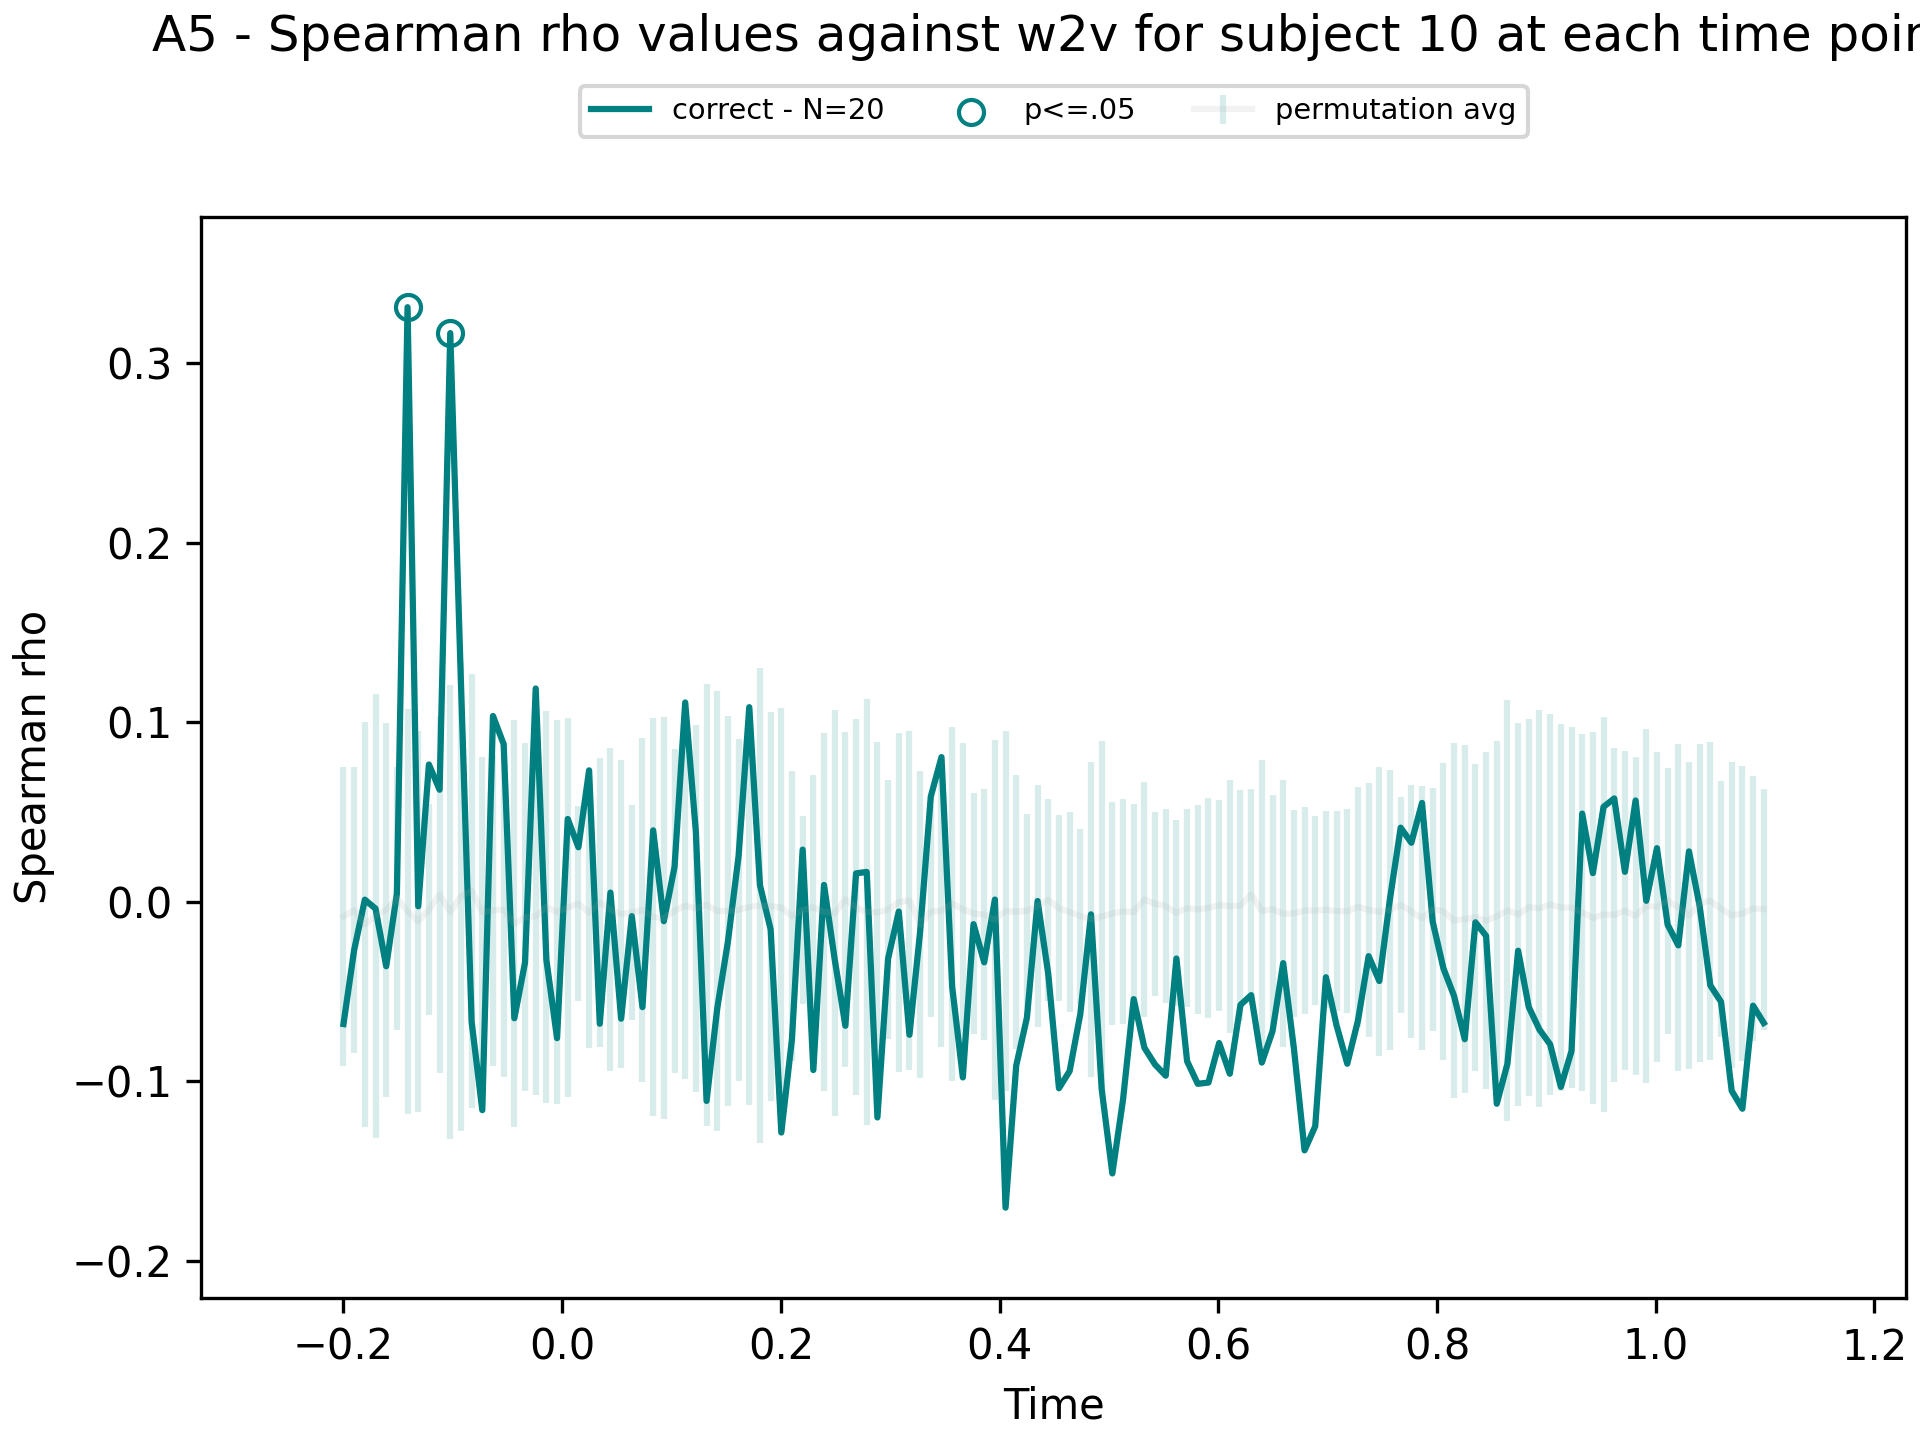 A5 - Spearman rho values against w2v for subject 10 at each time poin
correct - N=20 p<=.05 permutation avg
Spearman rho
0.3
0.2
0.1
0.0
−0.1
−0.2
−0.2 0.0 0.2 0.4 0.6 0.8 1.0 1.2
Time